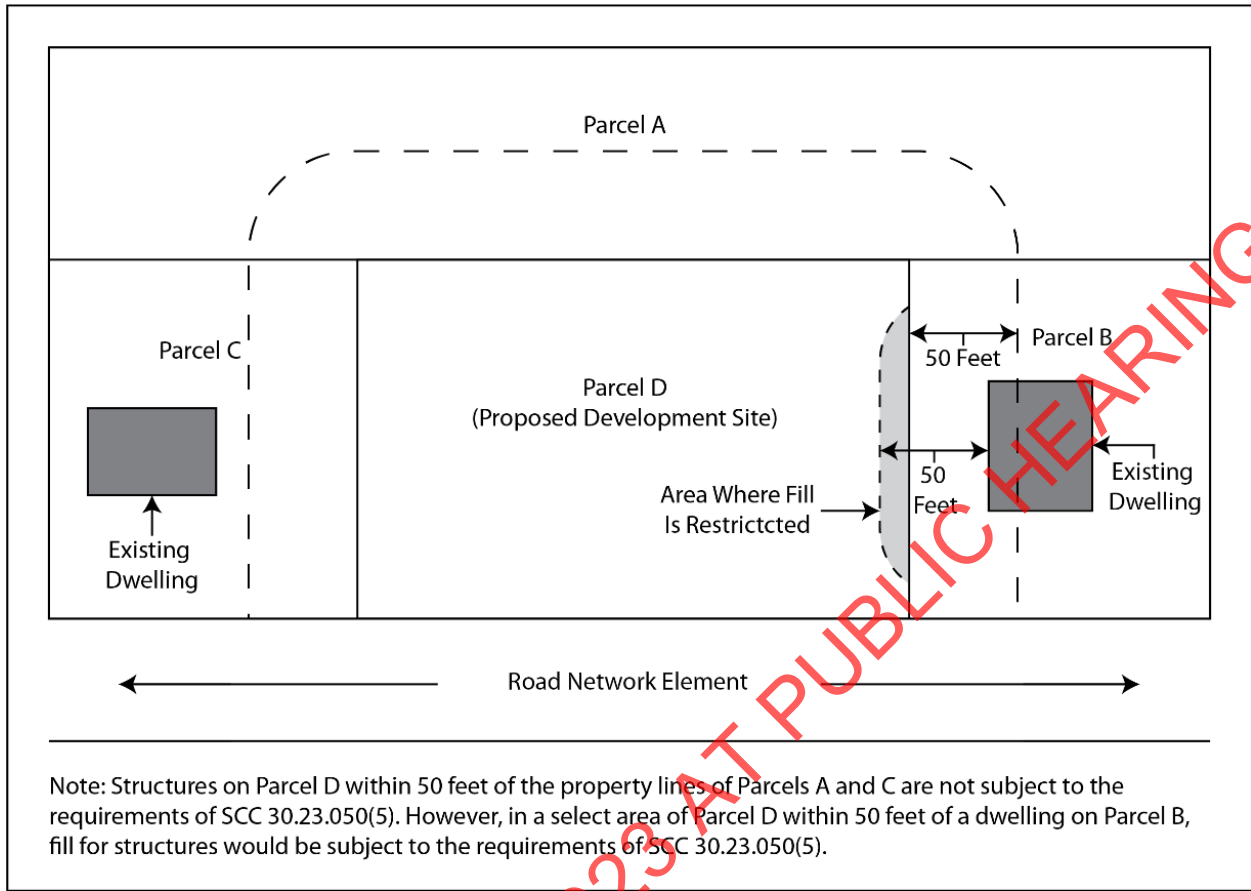 Parcel A
Parcel C
Parcel D
(Proposed Development Site)
50 Feet
Parcel B
50
Feet
Area Where Fill
Is Restrictcted
Existing
Dwelling
Existing
Dwelling
Road Network Element
Note: Structures on Parcel D within 50 feet of the property lines of Parcels A and C are not subject to the
requirements of SCC 30.23.050(5). However, in a select area of Parcel D within 50 feet of a dwelling on Parcel B,
fill for structures would be subject to the requirements of SCC 30.23.050(5).
23 AT PUBLIC HEARING